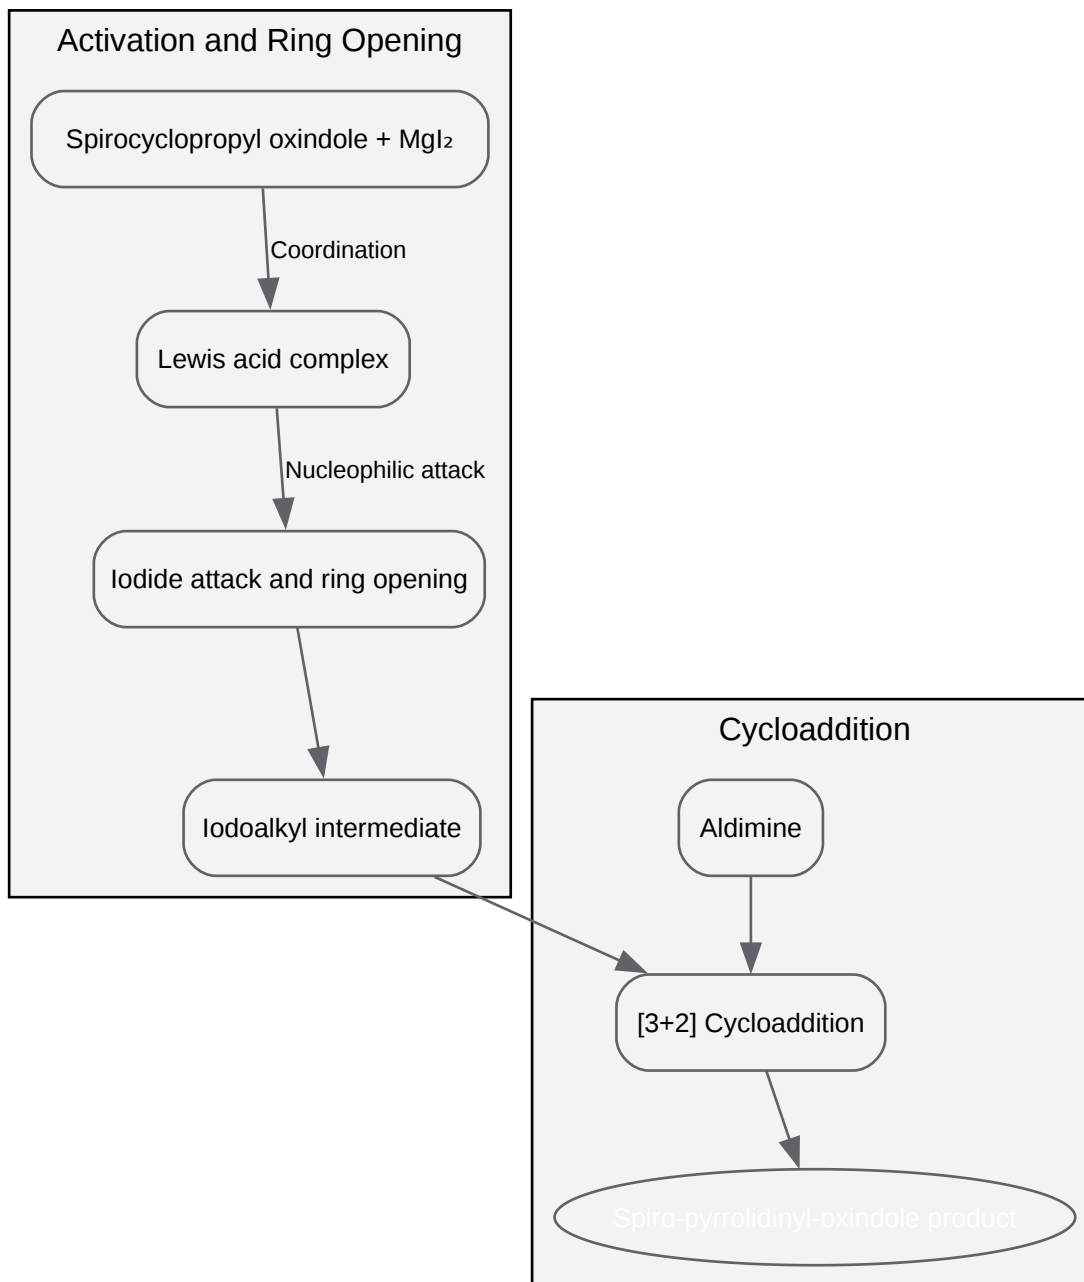 Activation and Ring Opening
Spirocyclopropyl oxindole + MgI₂
Coordination
Lewis acid complex
Nucleophilic attack
Iodide attack and ring opening
Iodoalkyl intermediate
Cycloaddition
Aldimine
[3+2] Cycloaddition
Spiro-pyrrolidinyl-oxindole product